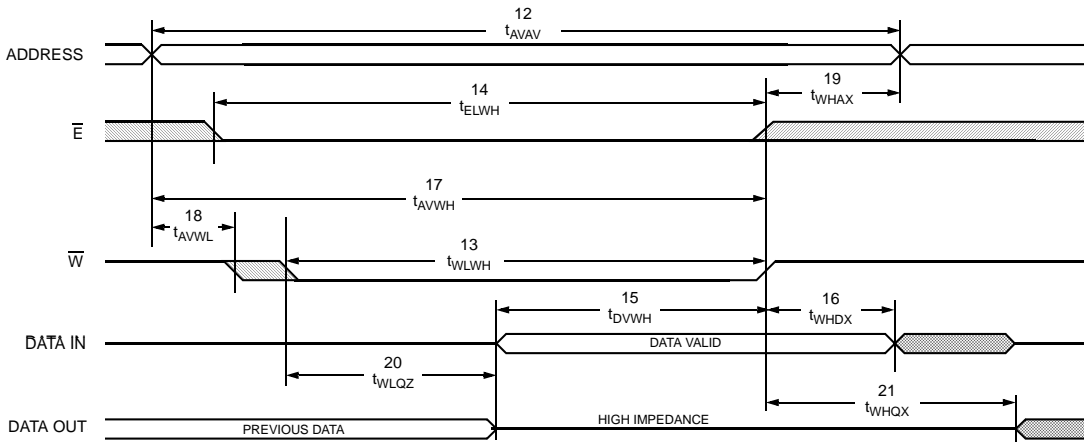 12
tAVAV
ADDRESS
19
tWHAX
14
tELWH
E
17
tAVWH
18
tAVWL
13
tWLWH
W
15
tDVWH
16
tWHDX
DATA IN
DATA VALID
20
tWLQZ
21
tWHQX
DATA OUT
PREVIOUS DATA
HIGH IMPEDANCE